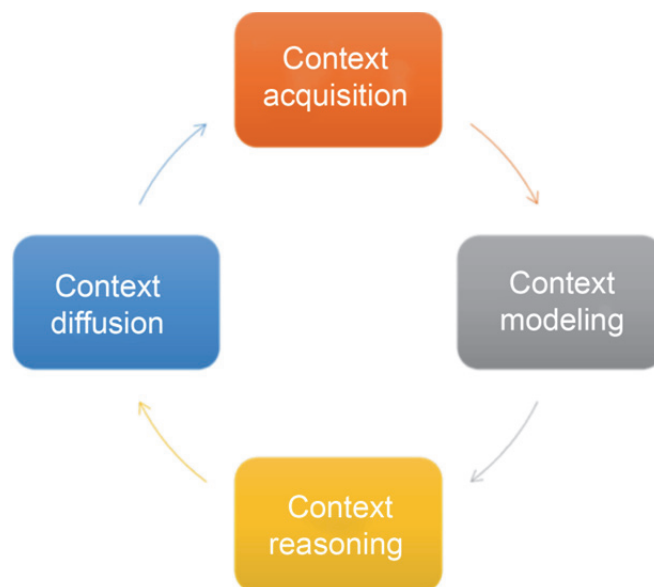 Context
acquisition
Context
modeling
Context
reasoning
Context
diffusion